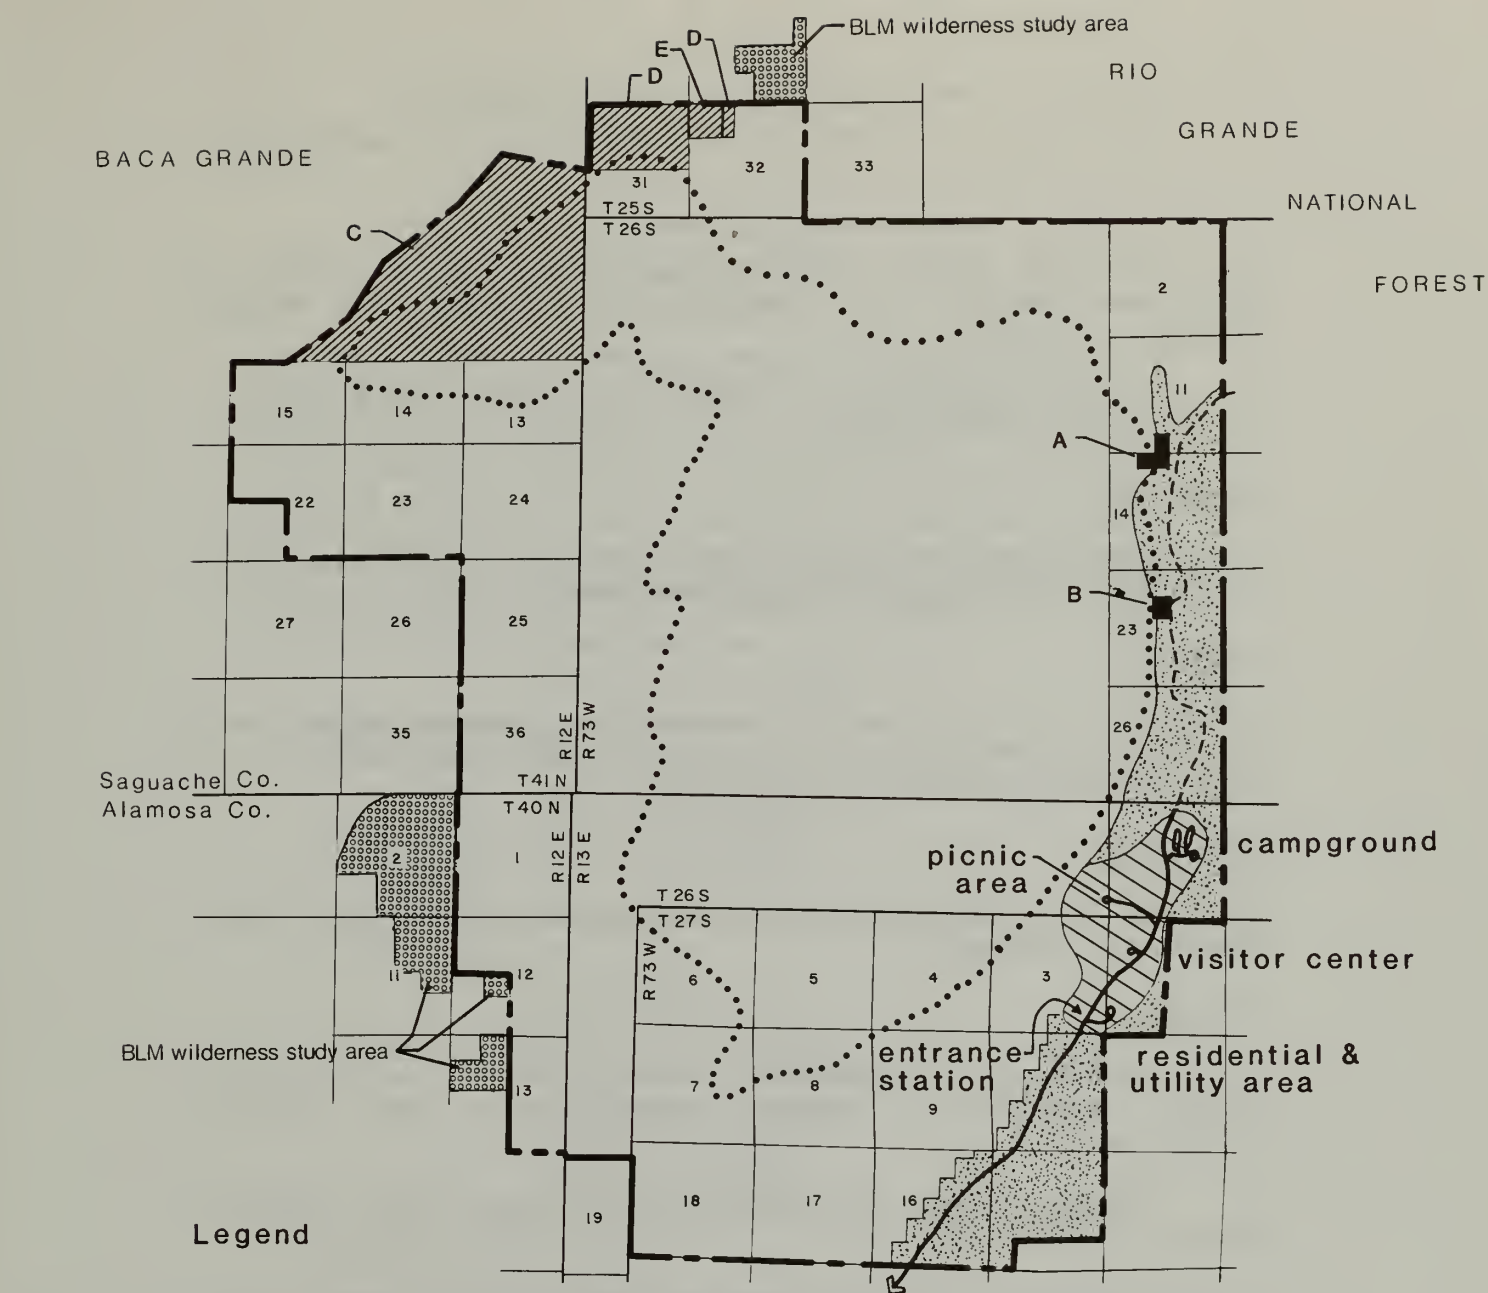 BLM wilderness study area
D
E
D
RIO
GRANDE
NATIONAL
FOREST
BACA GRANDE
C
31
32
33
T25S
T26S
2
15
14
13
11
A
22
23
24
14
B
27
26
25
23
35
36
R12E
R73W
26
Saguache Co.
T41N
Alamosa Co.
T40N
2
1
R12E
R13E
picnic
area
campground
T26S
T27S
R73W
11
12
6
5
4
3
visitor center
BLM wilderness study area
entrance
station
residential &
utility area
13
7
8
9
19
18
17
16
Legend